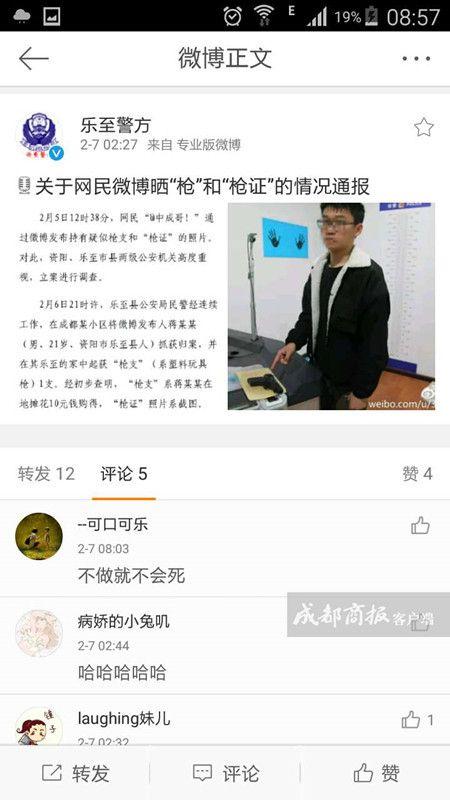 E 19% 08:57
微博正文
乐至警方
2-7 02:27 来自 专业版微博
关于网民微博晒“枪”和“枪证”的情况通报
2月5日12时38分，网民“@中成哥！”通
过微博发布持有疑似枪支和“枪证”的照片。
对此，资阳、乐至市县两级公安机关高度重
视，立案进行调查。
2月6日21时许，乐至县公安局民警经连续
工作，在成都某小区将微博发布人蒋某某
（男、21岁、资阳市乐至县人）抓获归案，并
在其乐至的家中起获“枪支”（系塑料玩具
枪）1支。经初步查明，“枪支”系蒋某某在
地摊花10元钱购得，“枪证”照片系截图。
weibo.com/u/3
转发 12 评论 5 赞 4
--可口可乐
2-7 08:03
不做就不会死
病娇的小兔叽
2-7 02:44
哈哈哈哈哈
成都商报客户端
laughing妹儿
1
2-7 02:32
转发 评论 赞